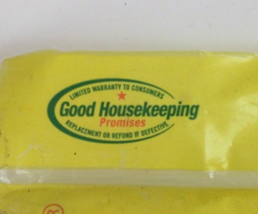 LIMITED WARRANTY TO CONSUMERS
Good Housekeeping
Promises
REPLACEMENT OR REFUND IF DEFECTIVE
®